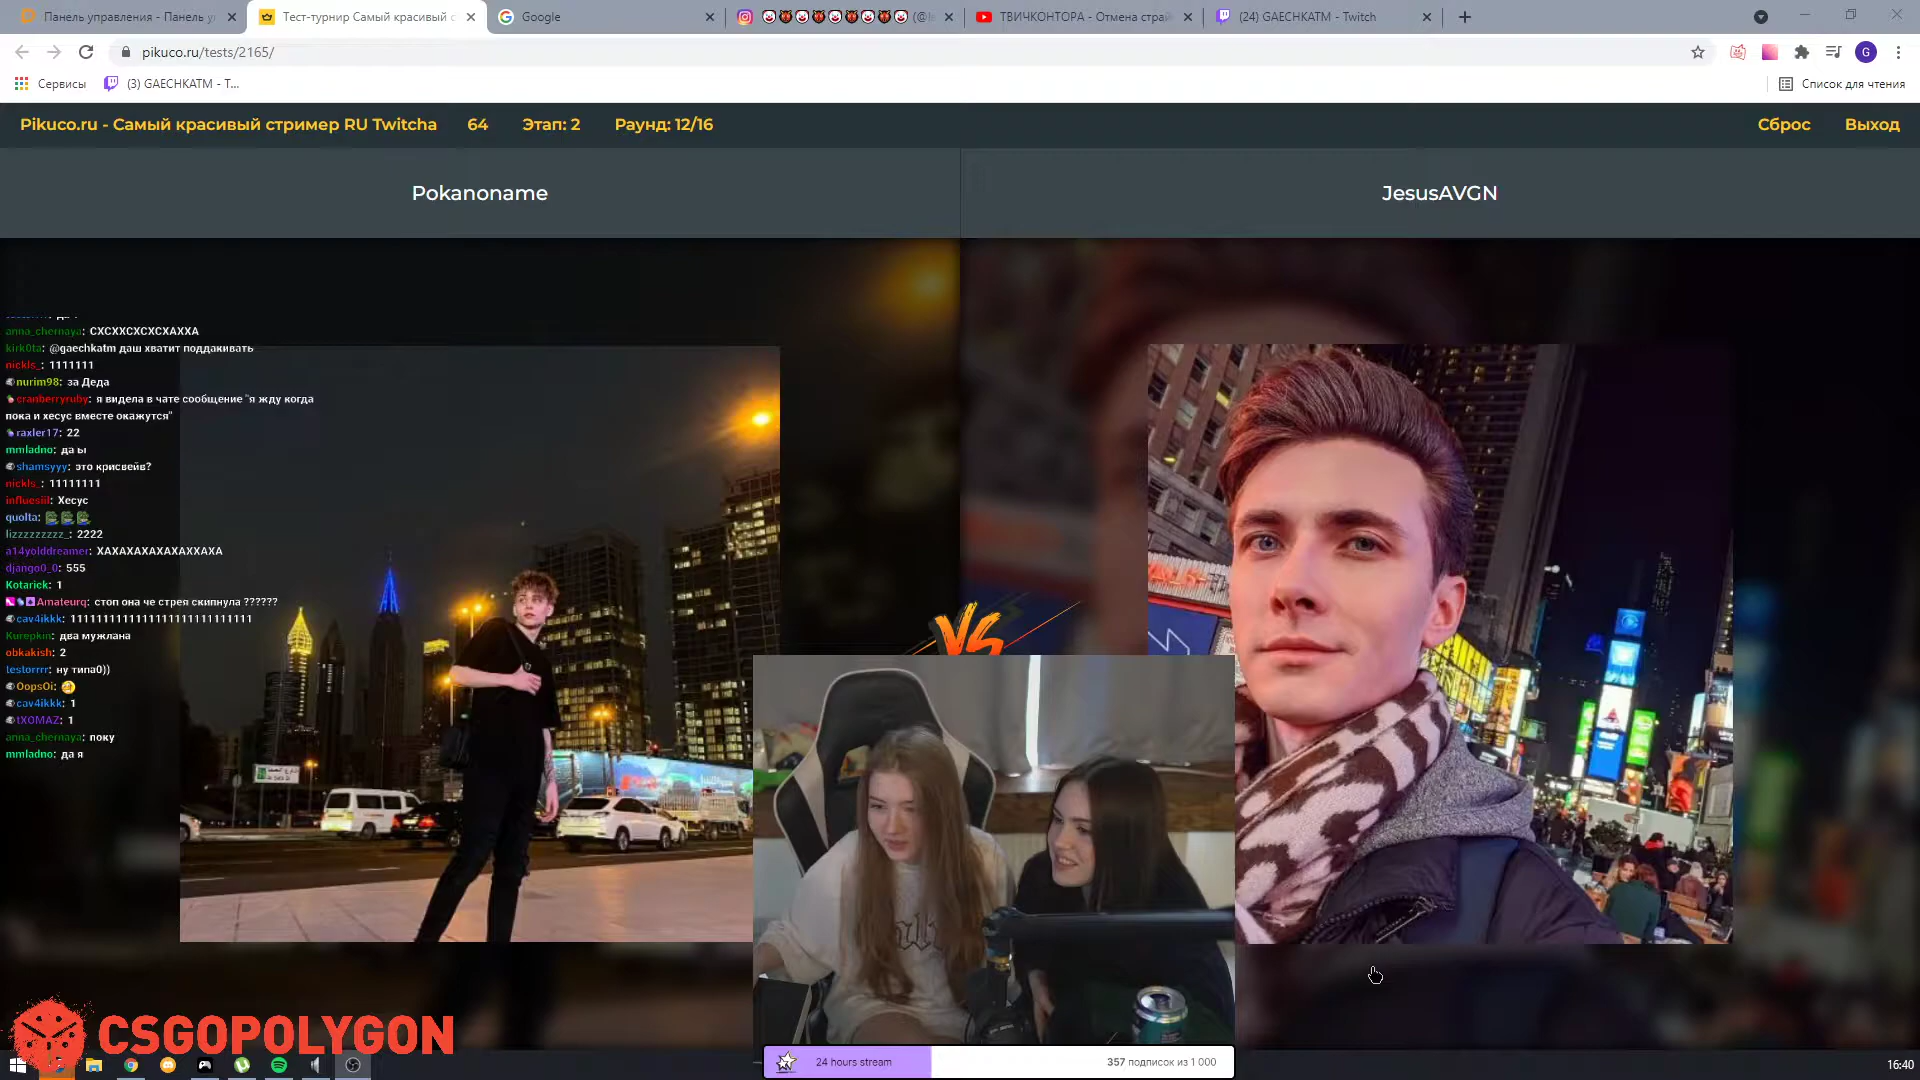 Панель управления - Панель у
Тест-турнир Самый красивый с
Google
ТВИЧКОНТОРА - Отмена страй
(24) GAECHKATM - Twitch
pikuco.ru/tests/2165/
G
Сервисы
(3) GAECHKATM - T...
Список для чтения
Pikuco.ru - Самый красивый стример RU Twitchа
64
Этап: 2
Раунд: 12/16
Сброс
Выход
Pokanoname
JesusAVGN
anna_chernaya: СХСХХСХСХСХАХХА
kirk0ta: @gaechkatm даш хватит поддакивать
nickls_: 1111111
nurim98: за Деда
cranberryruby: я видела в чате сообщение "я жду когда
пока и хесус вместе окажутся"
raxler17: 22
mmladno: да ы
shamsyyy: это крисвейв?
nickls_: 11111111
influesiil: Хесус
quolta:
lizzzzzzzzz_: 2222
a14yolddreamer: ХАХАХАХАХАХАХХАХА
django0_0: 555
Kotarick: 1
Amateurq: стоп она че стрея скипнула ??????
cav4ikkk: 1111111111111111111111111111
Kurepkin: два мужлана
obkakish: 2
testorrrr: ну типа0))
OopsOi:
cav4ikkk: 1
tXOMAZ: 1
anna_chernaya: поку
mmladno: да я
VS
CSGOPOLYGON
24 hours stream
357 подписок из 1 000
16:40